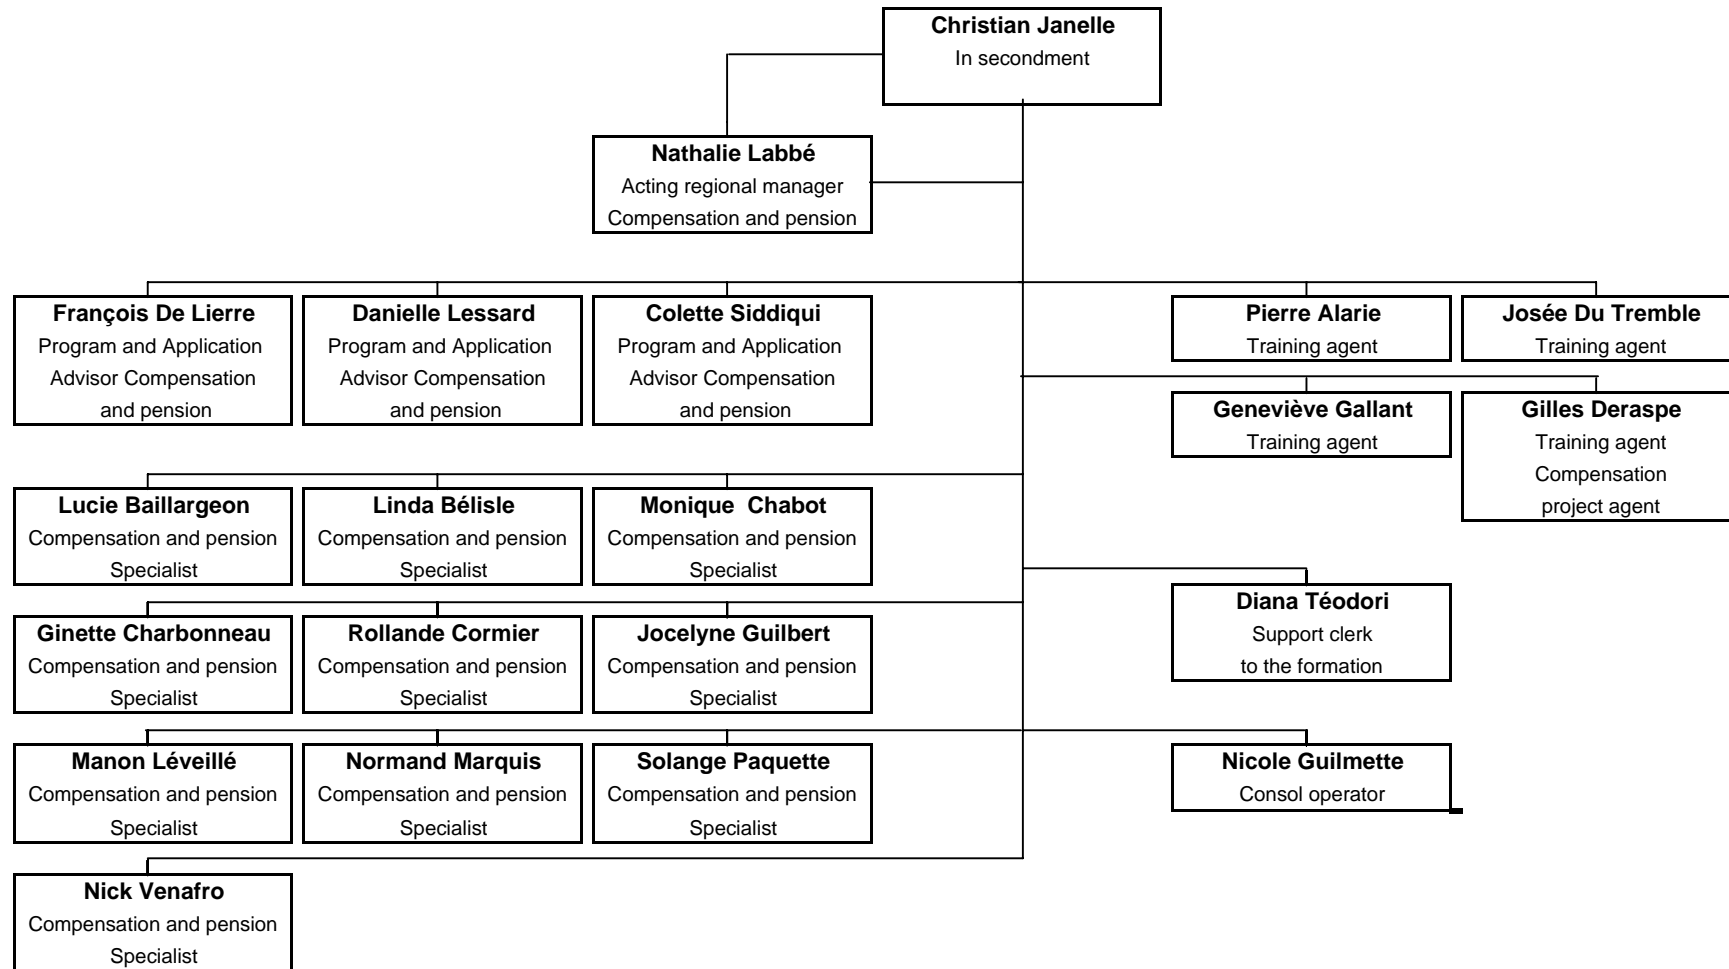 Christian Janelle
In secondment
Nathalie Labbé
Acting regional manager
Compensation and pension
François De Lierre
Program and Application
Advisor Compensation
and pension
Danielle Lessard
Program and Application
Advisor Compensation
and pension
Colette Siddiqui
Program and Application
Advisor Compensation
and pension
Pierre Alarie
Training agent
Josée Du Tremble
Training agent
Geneviève Gallant
Training agent
Gilles Deraspe
Training agent
Compensation
project agent
Lucie Baillargeon
Compensation and pension
Specialist
Linda Bélisle
Compensation and pension
Specialist
Monique  Chabot
Compensation and pension
Specialist
Diana Téodori
Support clerk
to the formation
Ginette Charbonneau
Compensation and pension
Specialist
Rollande Cormier
Compensation and pension
Specialist
Jocelyne Guilbert
Compensation and pension
Specialist
Manon Léveillé
Compensation and pension
Specialist
Normand Marquis
Compensation and pension
Specialist
Solange Paquette
Compensation and pension
Specialist
Nicole Guilmette
Consol operator
Nick Venafro
Compensation and pension
Specialist